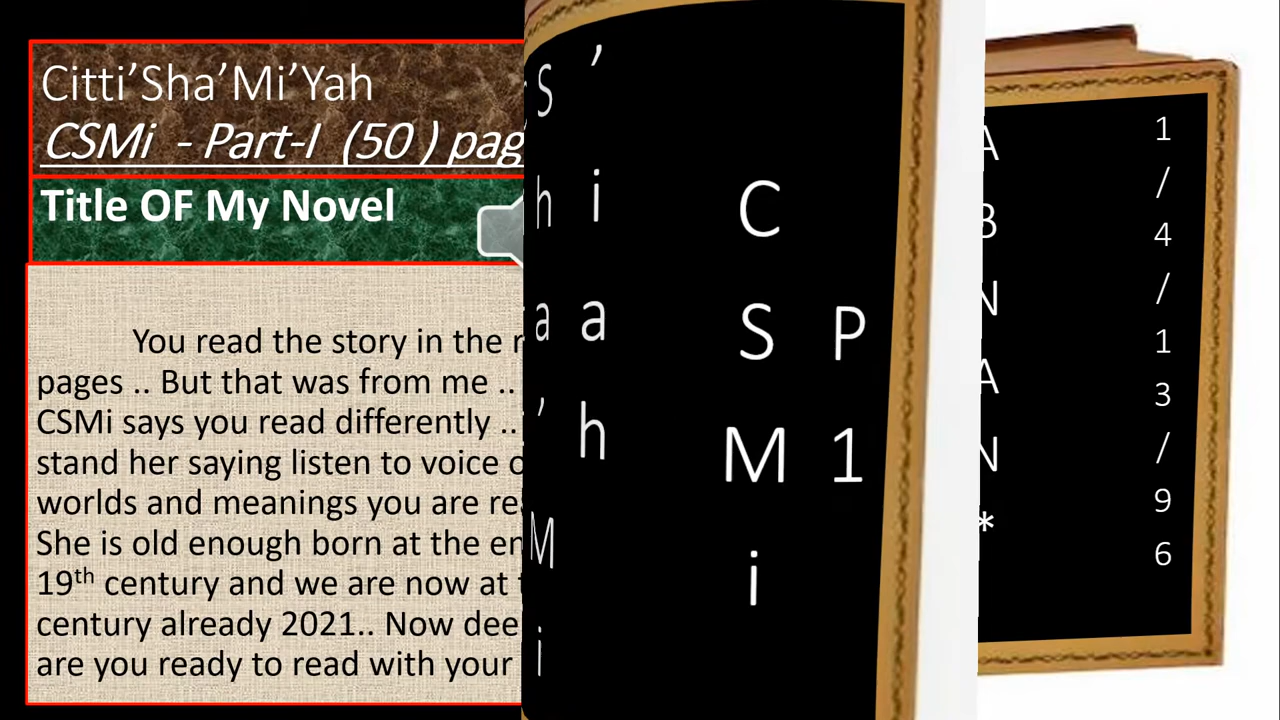 Citti’Sha’Mi’Yah
CSMi - Part-I (50 ) pag
Title OF My Novel
You read the story in the
pages .. But that was from me ..
CSMi says you read differently ..
stand her saying listen to voice
worlds and meanings you are
She is old enough born at the
19th century and we are now at
century already 2021.. Now
are you ready to read with your
S
h
a
’
M
i
’
i
a
h
C
S
M
i
P
1
A
B
N
A
N
*
1
/
4
/
1
3
/
9
6